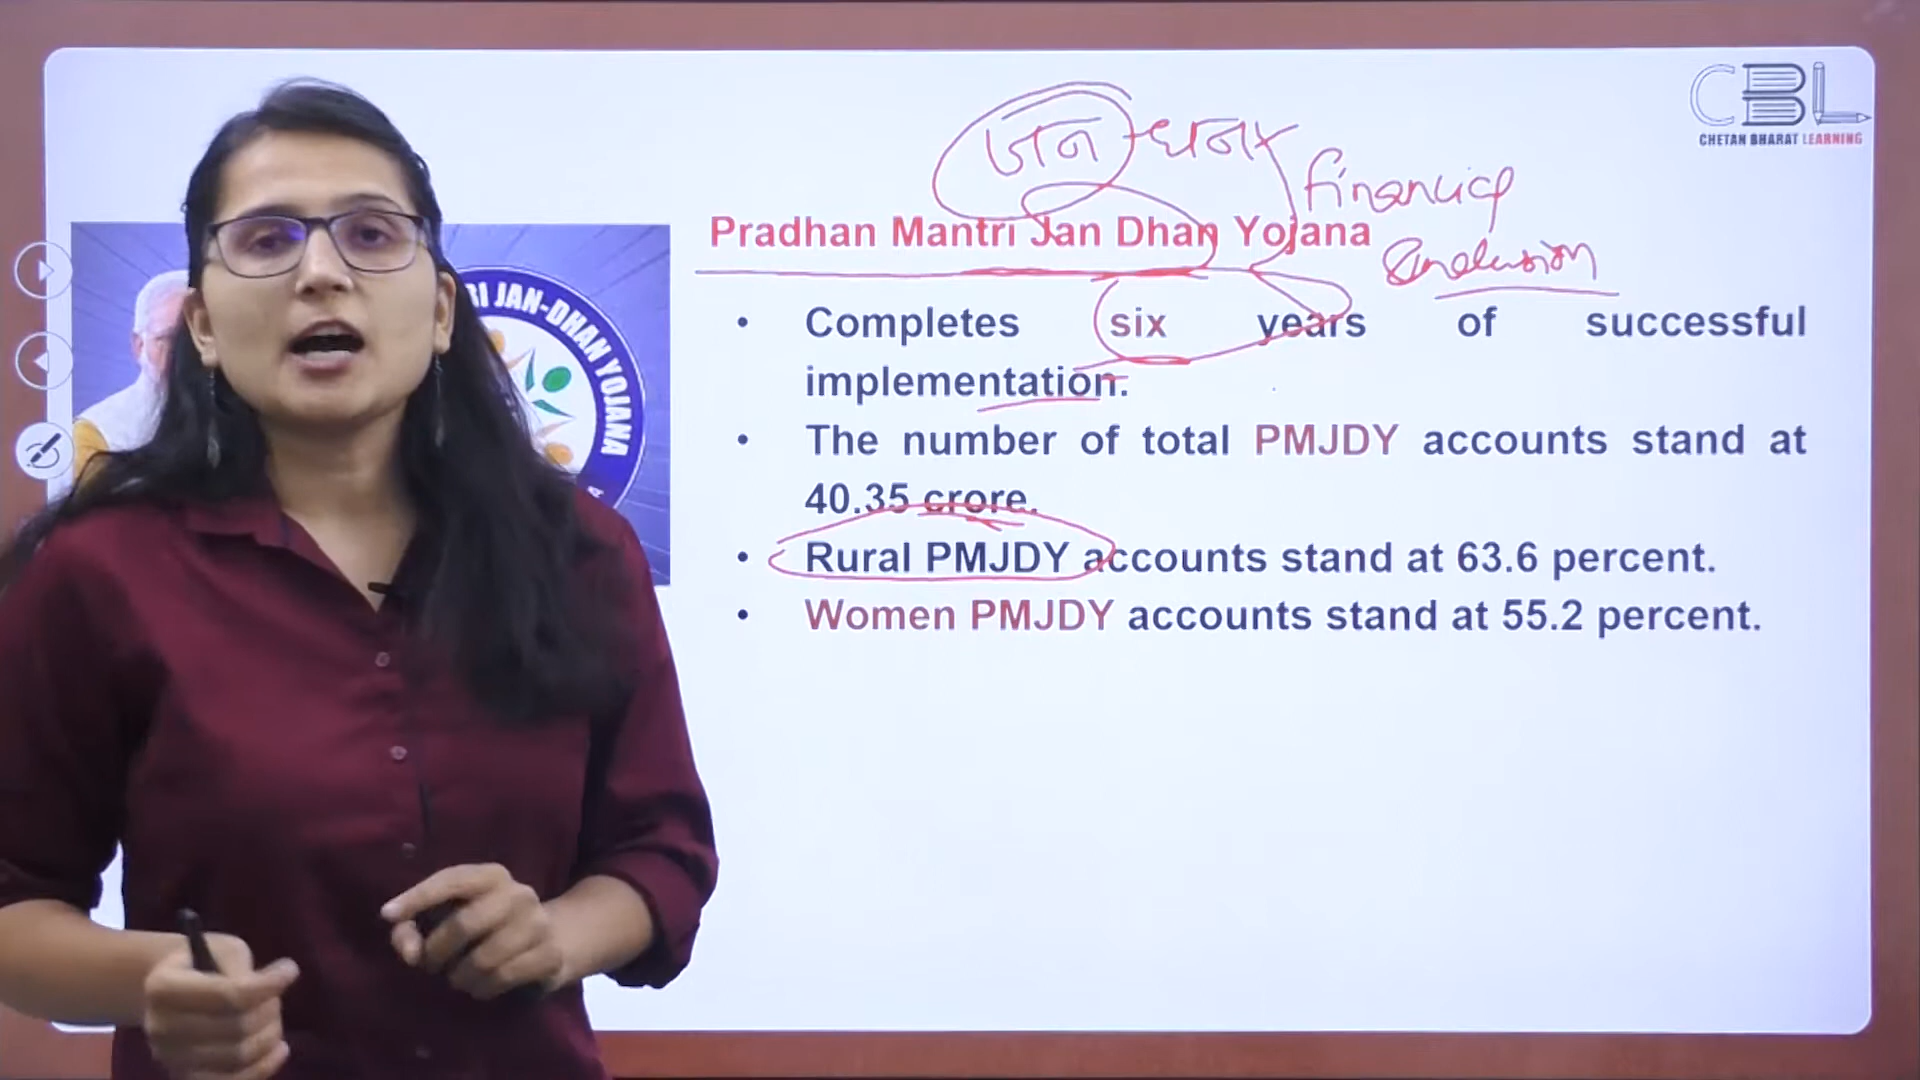 CBL
CHETAN BHARAT LEARNING
जन - धन
financial
Inclusion
Pradhan Mantri Jan Dhan Yojana
RI JAN-DHAN YOJANA
• Completes six years of successful
implementation.
• The number of total PMJDY accounts stand at
40.35 crore.
• Rural PMJDY accounts stand at 63.6 percent.
• Women PMJDY accounts stand at 55.2 percent.